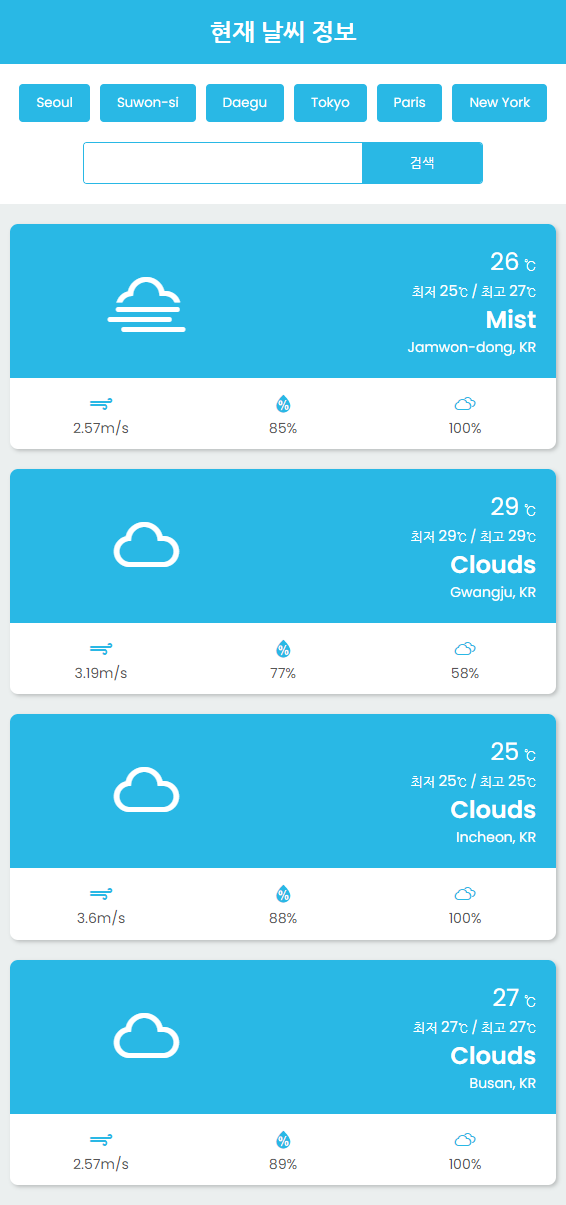 현재 날씨 정보
Seoul Suwon-si Daegu Tokyo Paris New York
검색
26 ℃
최저 25℃ / 최고 27℃
Mist
Jamwon-dong, KR
2.57m/s 85% 100%
29 ℃
최저 29℃ / 최고 29℃
Clouds
Gwangju, KR
3.19m/s 77% 58%
25 ℃
최저 25℃ / 최고 25℃
Clouds
Incheon, KR
3.6m/s 88% 100%
27 ℃
최저 27℃ / 최고 27℃
Clouds
Busan, KR
2.57m/s 89% 100%